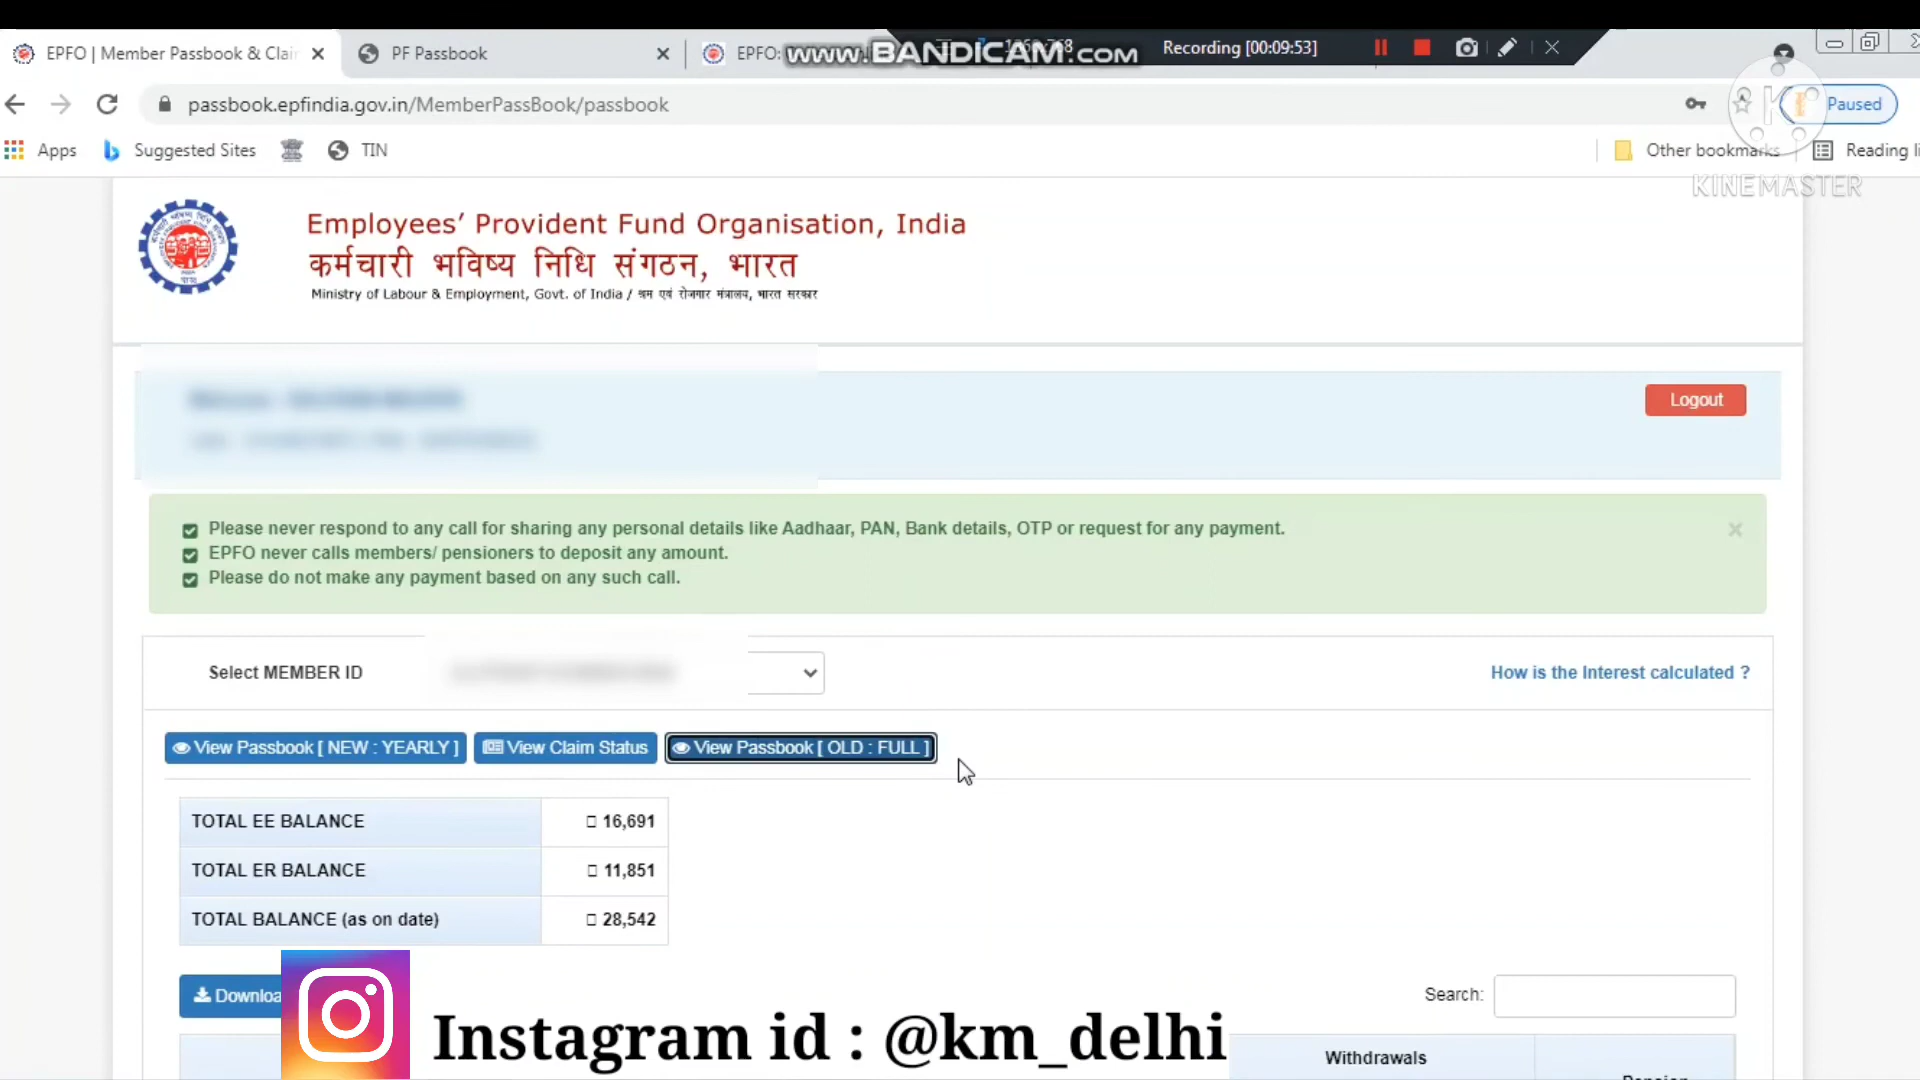 EPFO | Member Passbook & Clai
PF Passbook
EPFO:
www.BANDICAM.com
Recording [00:09:53]
passbook.epfindia.gov.in/MemberPassBook/passbook
Paused
Apps
Suggested Sites
TIN
Other bookmarks
Reading li
KINEMASTER
Employees' Provident Fund Organisation, India
कर्मचारी भविष्य निधि संगठन, भारत
Ministry of Labour & Employment, Govt. of India / श्रम एवं रोजगार मंत्रालय, भारत सरकार
Logout
Please never respond to any call for sharing any personal details like Aadhaar, PAN, Bank details, OTP or request for any payment.
EPFO never calls members/ pensioners to deposit any amount.
Please do not make any payment based on any such call.
Select MEMBER ID
How is the Interest calculated ?
View Passbook [ NEW : YEARLY ]
View Claim Status
View Passbook [ OLD : FULL ]
TOTAL EE BALANCE 16,691
TOTAL ER BALANCE 11,851
TOTAL BALANCE (as on date) 28,542
Downloa
Search:
Instagram id : @km_delhi
Withdrawals